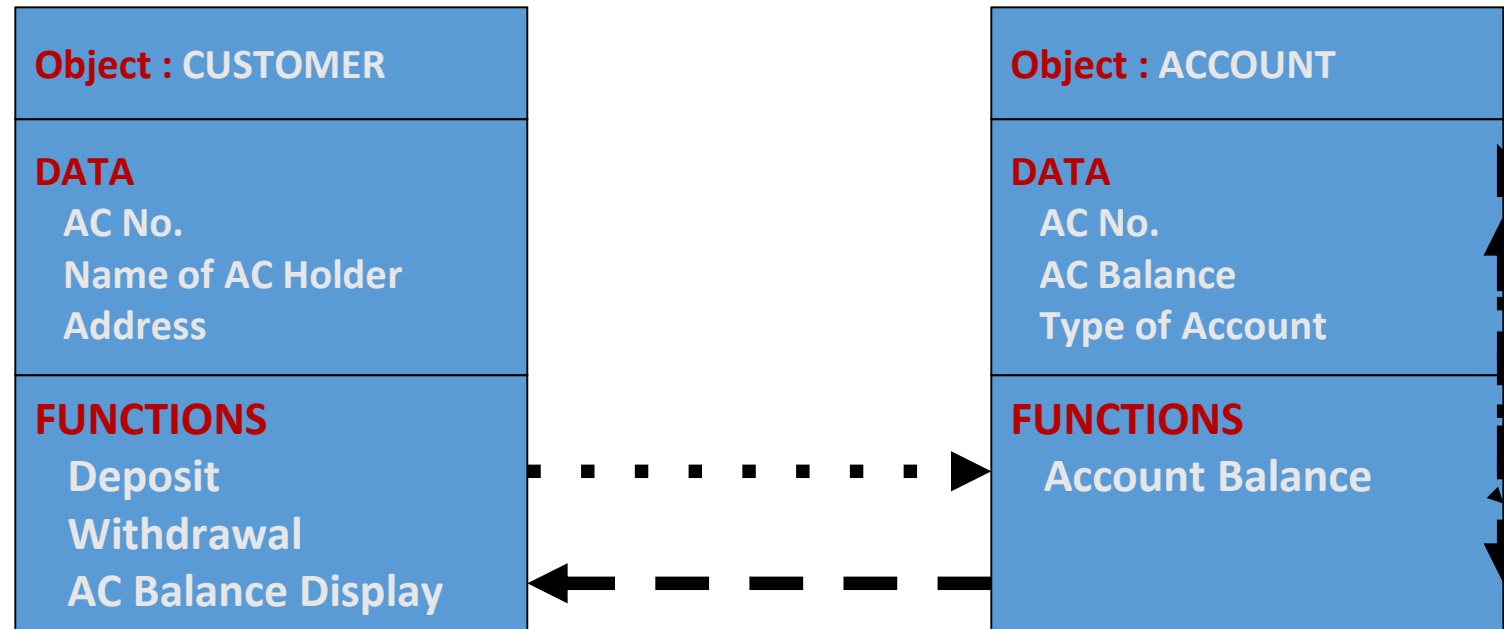 Object : CUSTOMER
DATA
AC No.
Name of AC Holder
Address
FUNCTIONS
Deposit
Withdrawal
AC Balance Display
Object : ACCOUNT
DATA
AC No.
AC Balance
Type of Account
FUNCTIONS
Account Balance